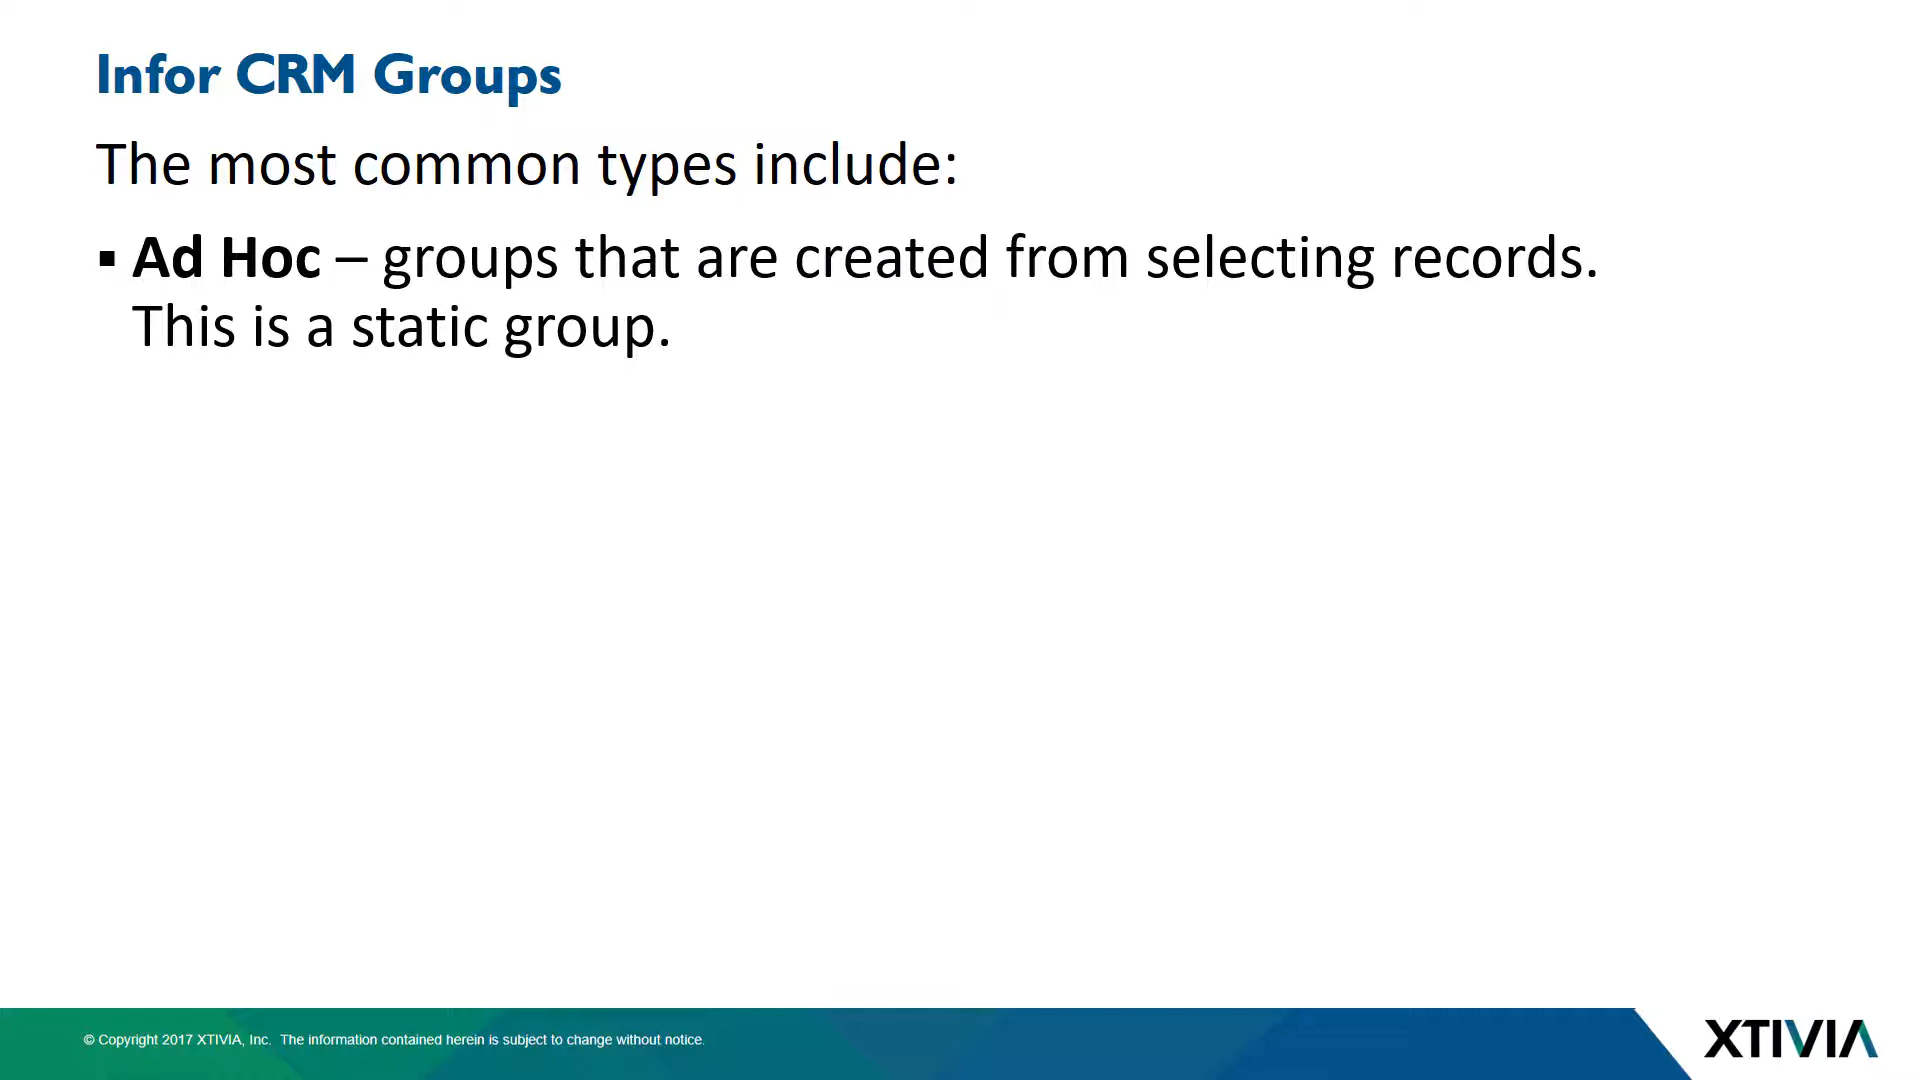 Infor CRM Groups
The most common types include:
▪ Ad Hoc – groups that are created from selecting records.
This is a static group.
© Copyright 2017 XTIVIA, Inc. The information contained herein is subject to change without notice.
XTIVIA